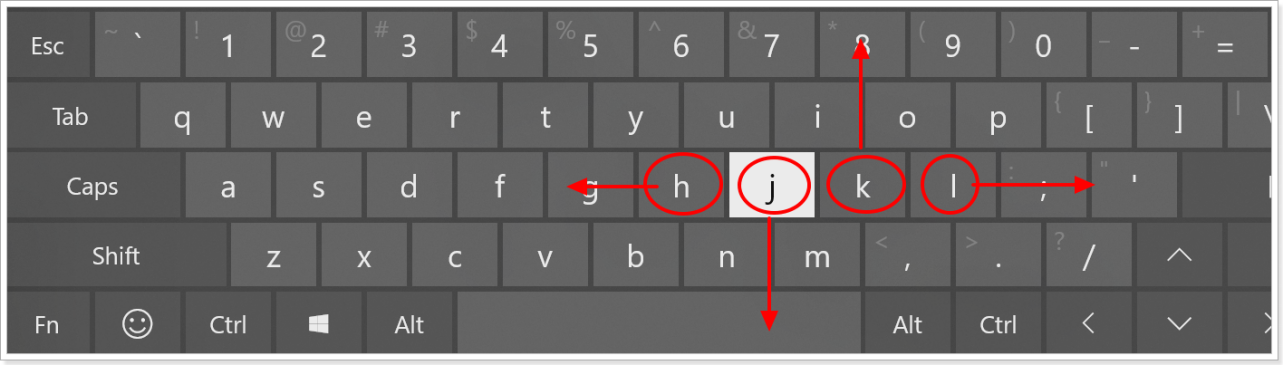 Esc ~ ` ! 1 @ 2 # 3 $ 4 % 5 ^ 6 & 7 * 8 ( 9 ) 0 _ - + =
Tab q w e r t y u i o p { [ } ] | \
Caps a s d f g h j k l : ; " '
Shift z x c v b n m < , > . ? /
Fn Ctrl Alt Alt Ctrl